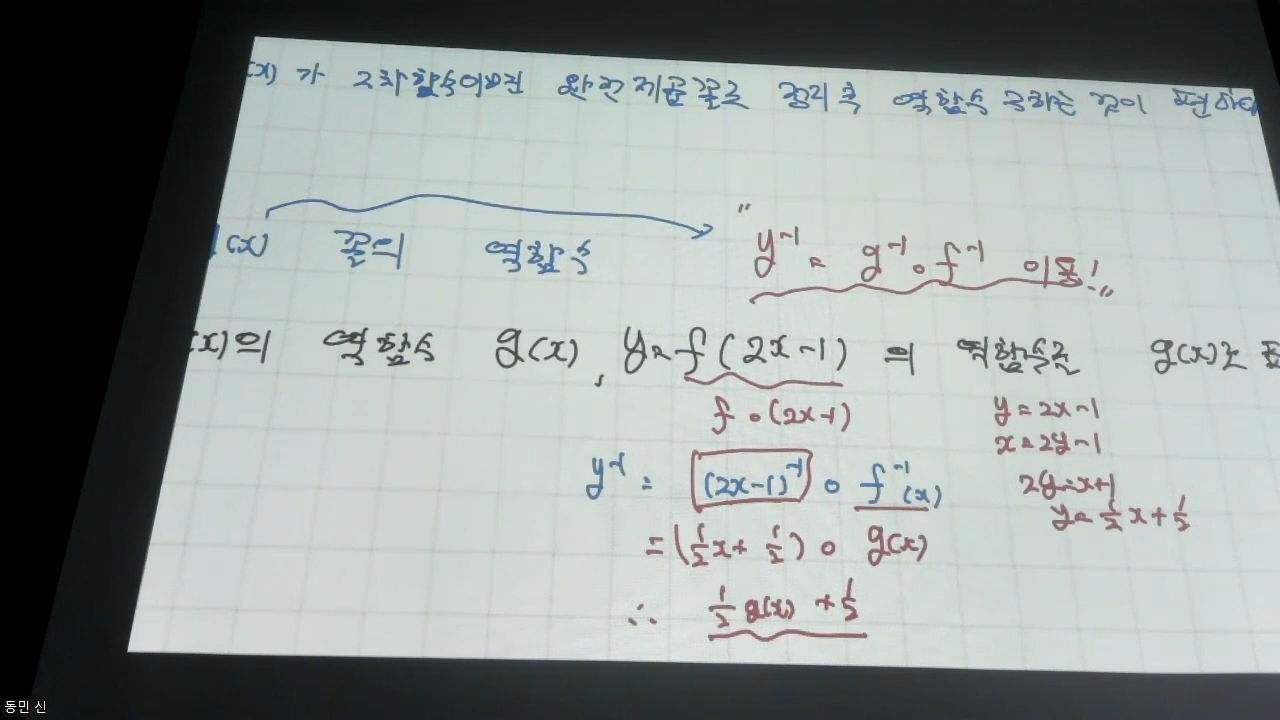 (x) 가 2차함수이면 완전제곱꼴로 정리 후 역함수 구하는 것이 편하다
(x) 꼴의 역함수
" y⁻¹ = g⁻¹∘f⁻¹ 이용! "
(x)의 역함수 g(x), y=f(2x-1) 의 역함수를 g(x)로
f∘(2x-1)
y=2x-1
x=2y-1
2y=x+1
y=½x+½
y⁻¹ = (2x-1)⁻¹ ∘ f⁻¹(x)
=(½x+½)∘ g(x)
∴ ½g(x)+½
동민 신